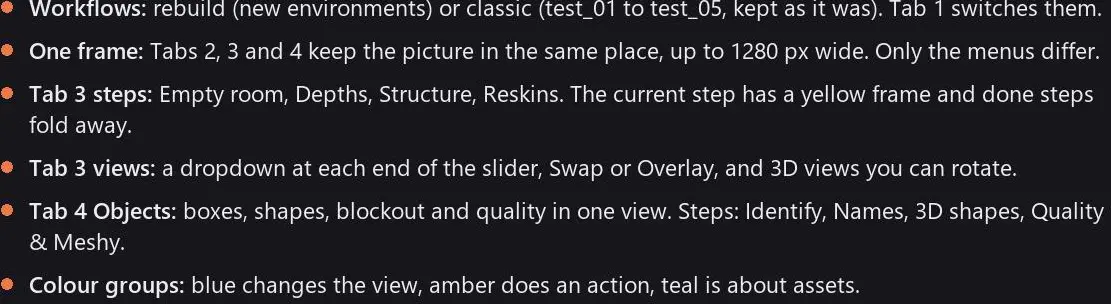 Workflows: rebuild (new environments) or classic (test_01 to test_05, kept as it was). Tab 1 switches them.
One frame: Tabs 2, 3 and 4 keep the picture in the same place, up to 1280 px wide. Only the menus differ.
Tab 3 steps: Empty room, Depths, Structure, Reskins. The current step has a yellow frame and done steps
fold away.
Tab 3 views: a dropdown at each end of the slider, Swap or Overlay, and 3D views you can rotate.
Tab 4 Objects: boxes, shapes, blockout and quality in one view. Steps: Identify, Names, 3D shapes, Quality
& Meshy.
Colour groups: blue changes the view, amber does an action, teal is about assets.